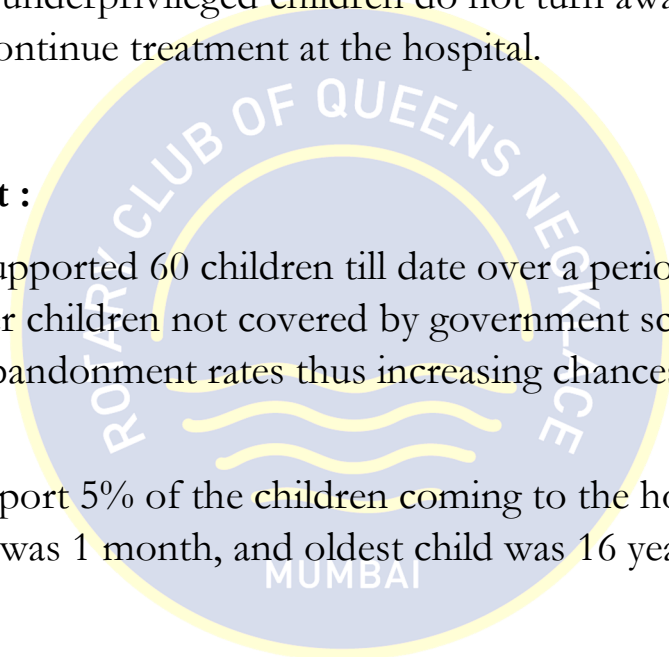 underprivileged children do not turn awa
ontinue treatment at the hospital.
t :
upported 60 children till date over a perio
r children not covered by government sc
bandonment rates thus increasing chances
port 5% of the children coming to the ho
was 1 month, and oldest child was 16 yea
ROTARY CLUB OF QUEENS NECKLACE
MUMBAI